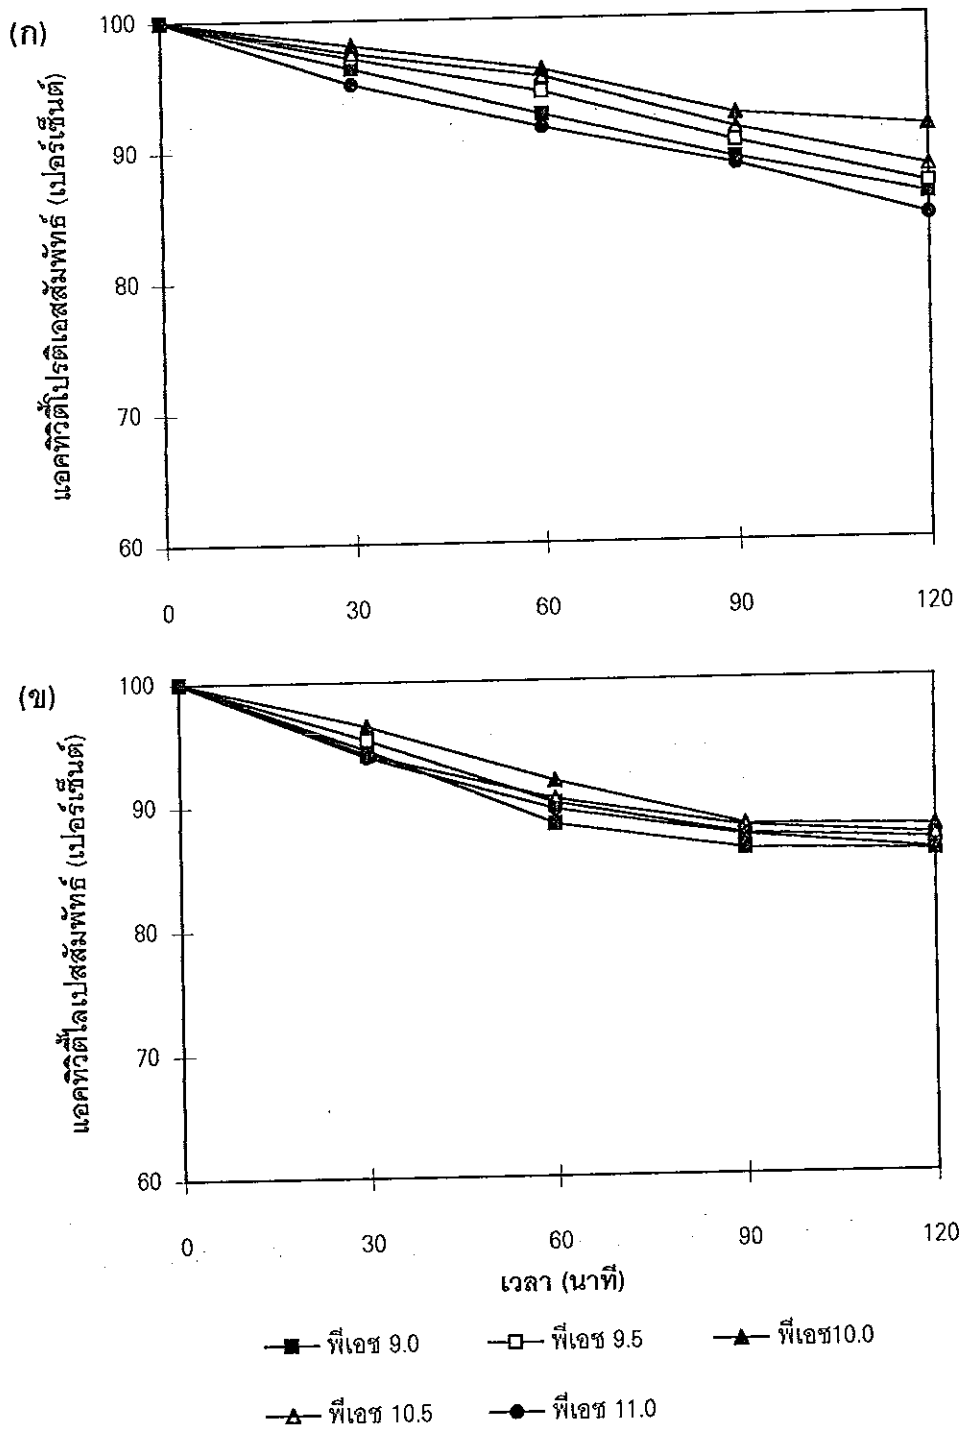 (ก)
แอคทิวิตี้โปรติเอสสัมพัทธ์ (เปอร์เซ็นต์)
100
90
80
70
60
0 30 60 90 120
(ข)
แอคทิวิตี้ไลเปสสัมพัทธ์ (เปอร์เซ็นต์)
100
90
80
70
60
0 30 60 90 120
เวลา (นาที)
พีเอช 9.0 พีเอช 9.5 พีเอช10.0
พีเอช 10.5 พีเอช 11.0